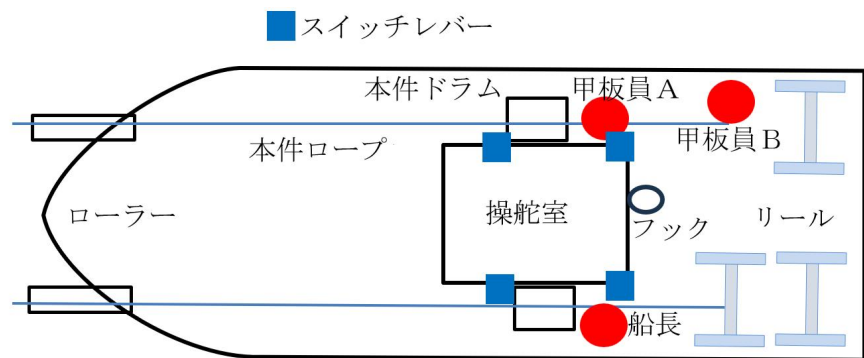 スイッチレバー
本件ドラム
甲板員A
甲板員B
本件ロープ
ローラー
操舵室
フック
リール
船長